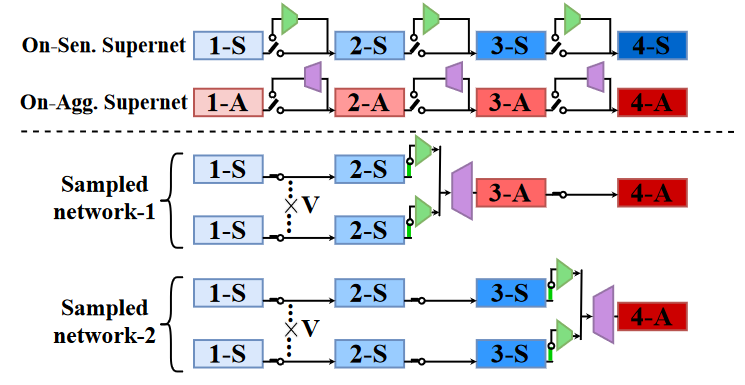 On-Sen. Supernet 1-S 2-S 3-S 4-S
On-Agg. Supernet 1-A 2-A 3-A 4-A
Sampled
network-1
1-S 2-S
×V
3-A 4-A
1-S 2-S
Sampled
network-2
1-S 2-S 3-S
×V
4-A
1-S 2-S 3-S